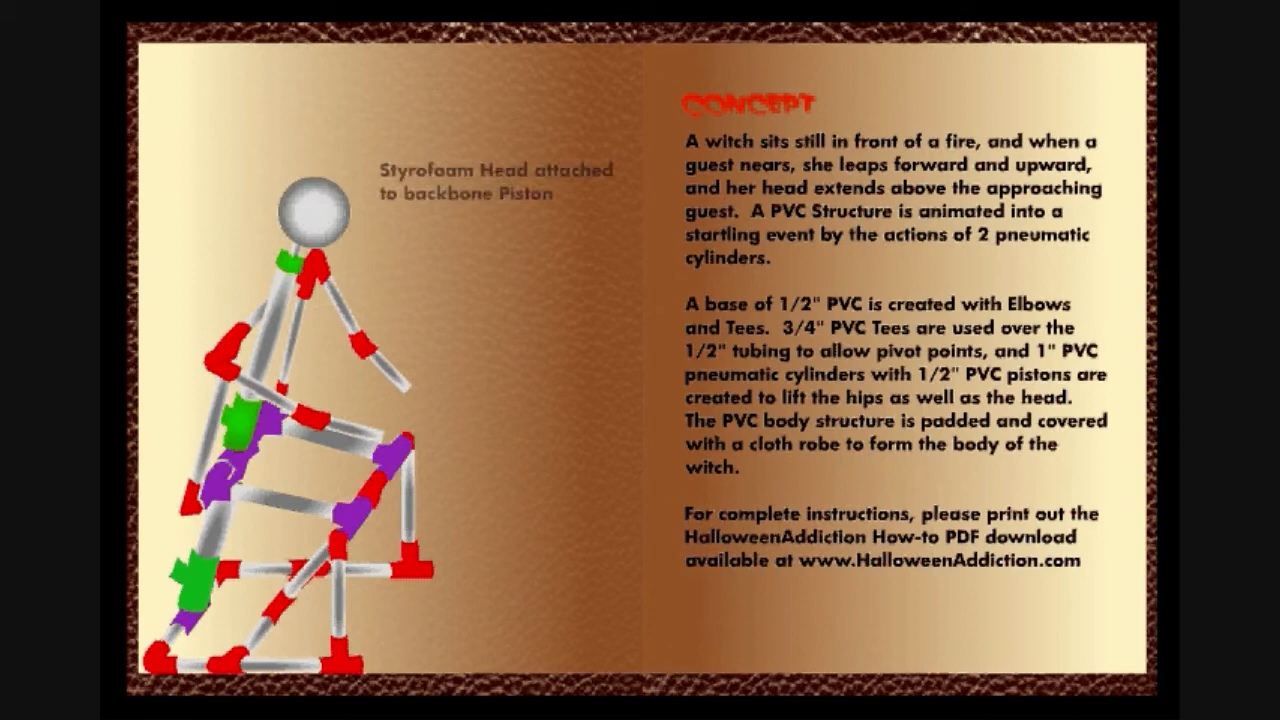 Styrofoam Head attached
to backbone Piston
CONCEPT
A witch sits still in front of a fire, and when a
guest nears, she leaps forward and upward,
and her head extends above the approaching
guest.  A PVC Structure is animated into a
startling event by the actions of 2 pneumatic
cylinders.
A base of 1/2" PVC is created with Elbows
and Tees.  3/4" PVC Tees are used over the
1/2" tubing to allow pivot points, and 1" PVC
pneumatic cylinders with 1/2" PVC pistons are
created to lift the hips as well as the head.
The PVC body structure is padded and covered
with a cloth robe to form the body of the
witch.
For complete instructions, please print out the
HalloweenAddiction How-to PDF download
available at www.HalloweenAddiction.com